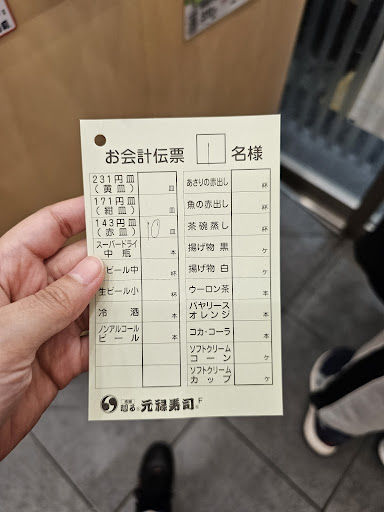 お会計伝票 1 名様
231円皿
(黄皿) 皿
171円皿
(紺皿) 皿
143円皿
(赤皿) 10 皿
スーパードライ
中瓶 本
ビール中 杯
生ビール小 杯
冷酒 本
ノンアルコール
ビール 本
あさりの赤出し 杯
魚の赤出し 杯
茶碗蒸し 杯
揚げ物 黒 ケ
揚げ物 白 ケ
ウーロン茶 本
バヤリース
オレンジ 本
コカ・コーラ 本
ソフトクリーム
コーン ケ
ソフトクリーム
カップ ケ
廻る 元禄寿司 F